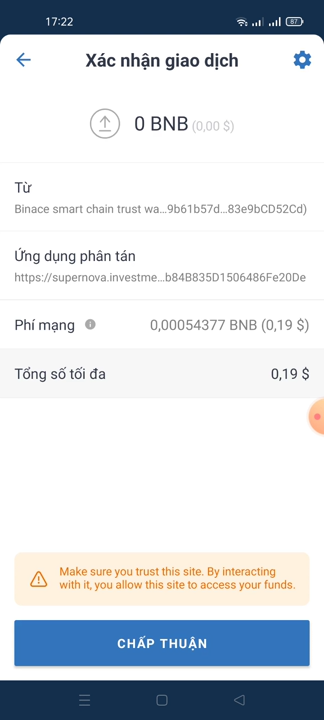 17:22
87
Xác nhận giao dịch
0 BNB (0,00 $)
Từ
Binace smart chain trust wa...9b61b57d...83e9bCD52Cd)
Ứng dụng phân tán
https://supernova.investme...b84B835D1506486Fe20De
Phí mạng 0,00054377 BNB (0,19 $)
Tổng số tối đa 0,19 $
Make sure you trust this site. By interacting
with it, you allow this site to access your funds.
CHẤP THUẬN